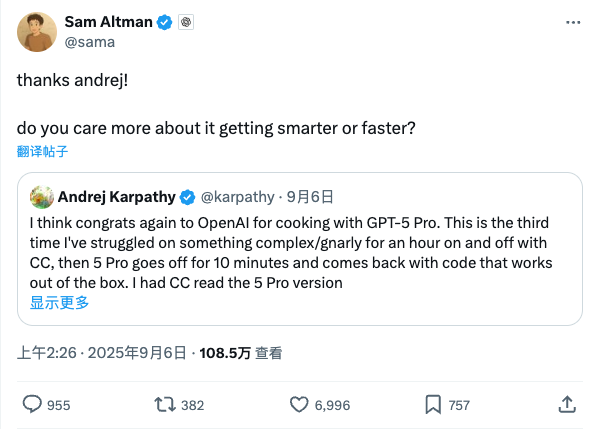 Sam Altman
@sama
thanks andrej!
do you care more about it getting smarter or faster?
翻译帖子
Andrej Karpathy @karpathy · 9月6日
I think congrats again to OpenAI for cooking with GPT-5 Pro. This is the third
time I've struggled on something complex/gnarly for an hour on and off with
CC, then 5 Pro goes off for 10 minutes and comes back with code that works
out of the box. I had CC read the 5 Pro version
显示更多
上午2:26 · 2025年9月6日 · 108.5万 查看
955 382 6,996 757